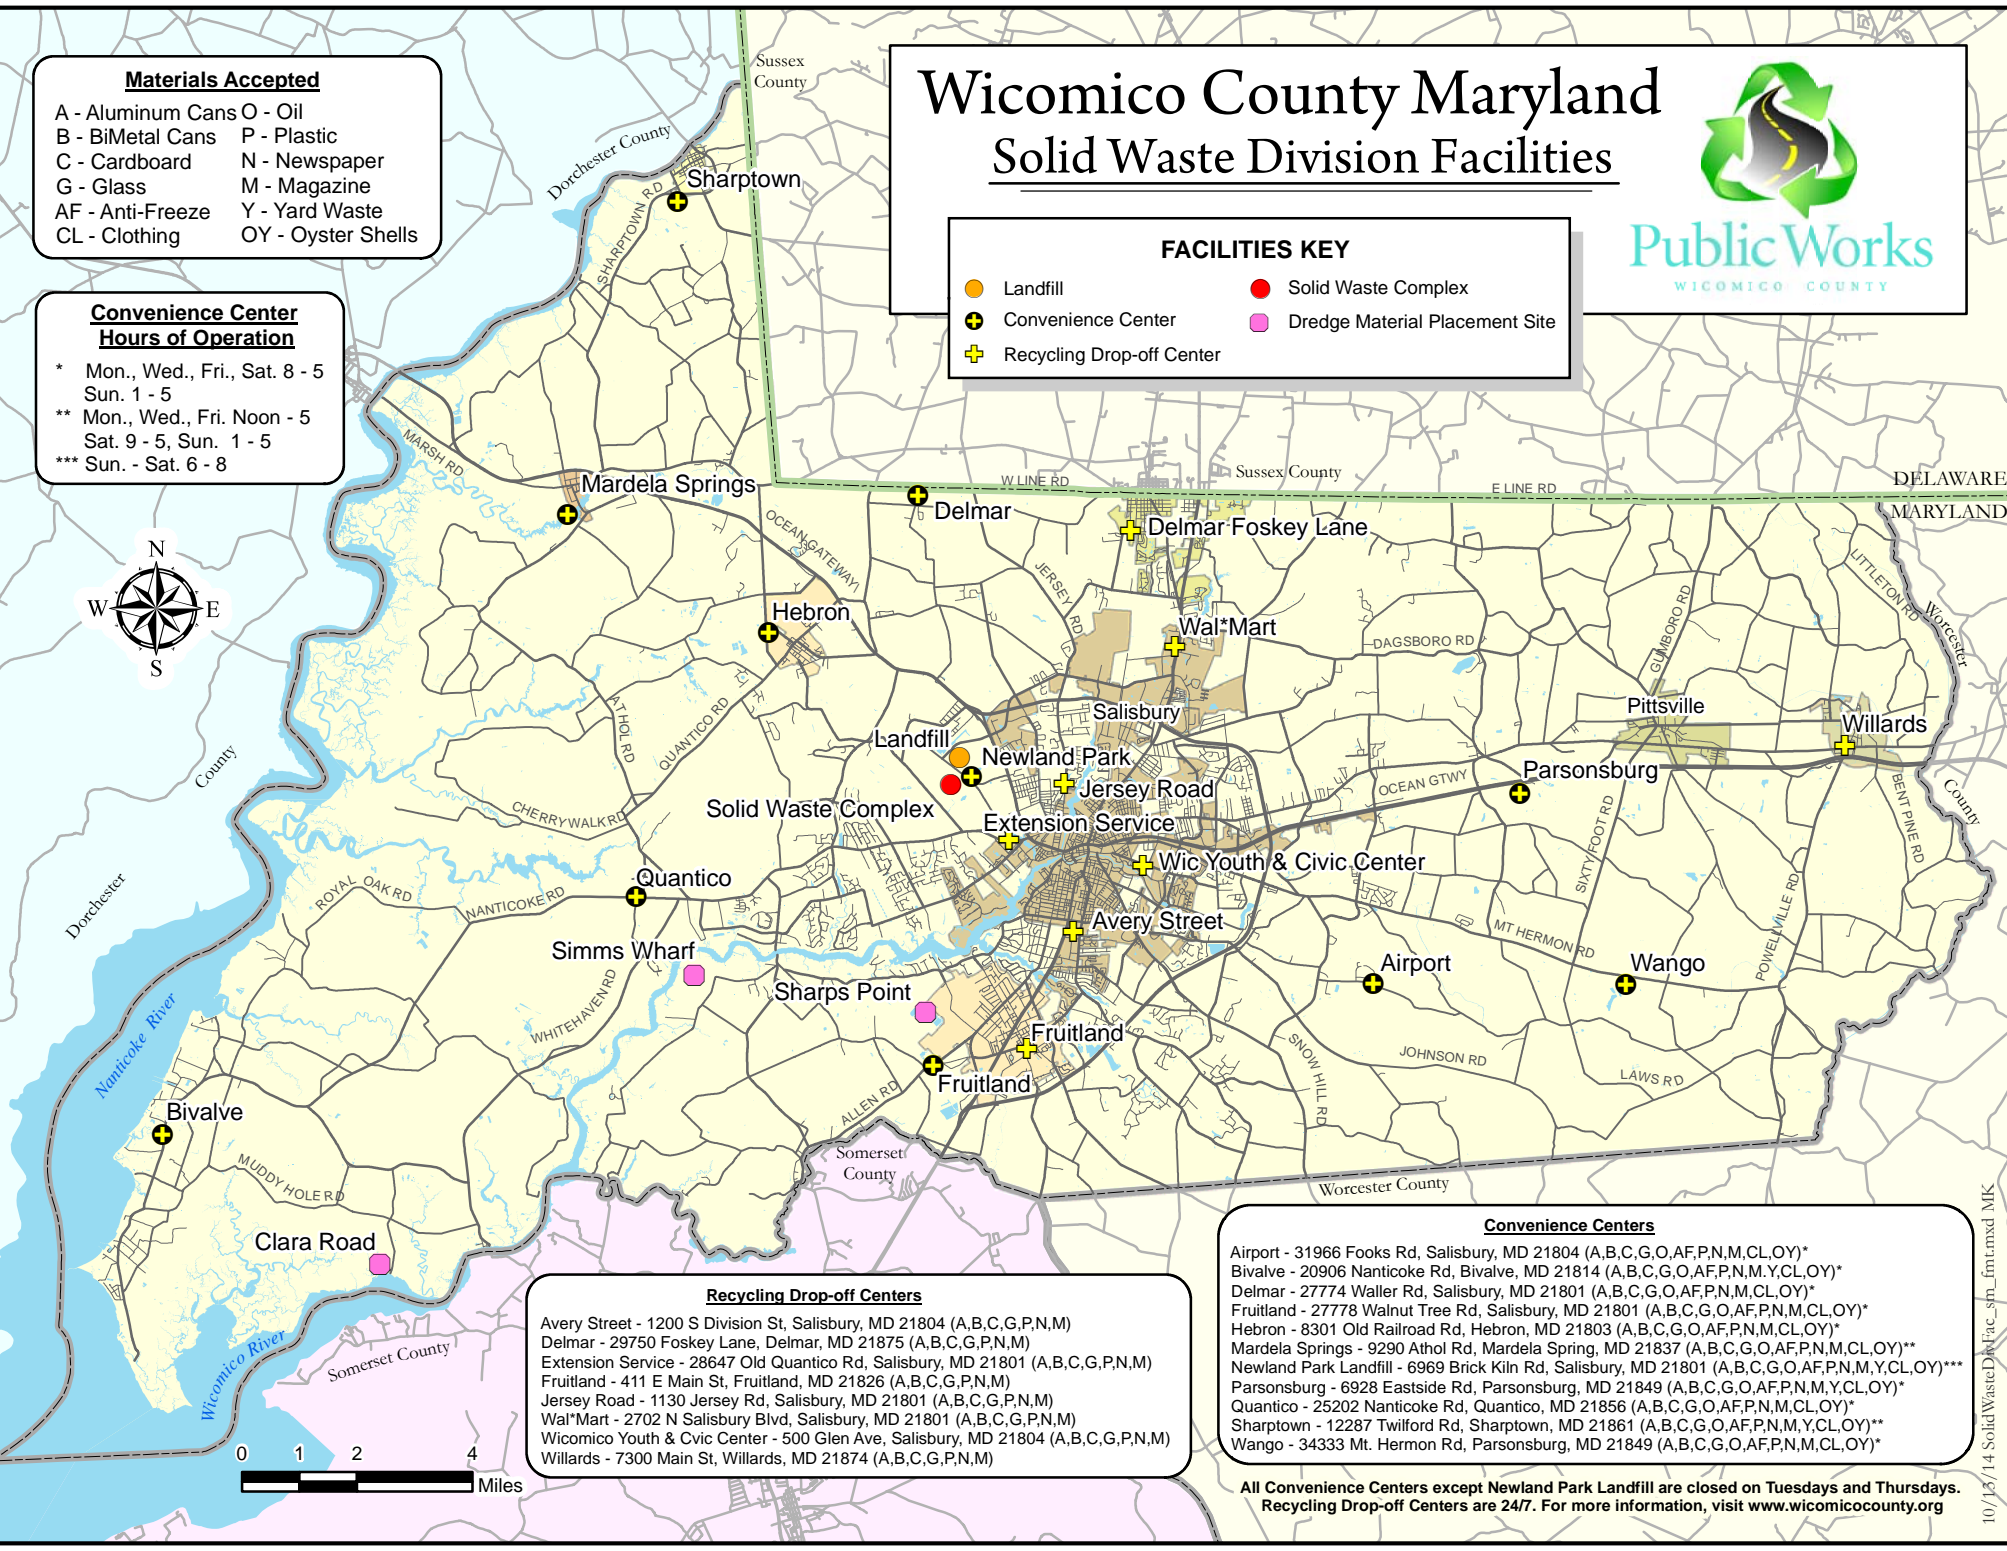 Wicomico County Maryland
Solid Waste Division Facilities
Public Works
WICOMICO COUNTY
FACILITIES KEY
Landfill
Convenience Center
Recycling Drop-off Center
Solid Waste Complex
Dredge Material Placement Site
Materials Accepted
A - Aluminum Cans O - Oil
B - BiMetal Cans P - Plastic
C - Cardboard N - Newspaper
G - Glass M - Magazine
AF - Anti-Freeze Y - Yard Waste
CL - Clothing OY - Oyster Shells
Convenience Center
Hours of Operation
* Mon., Wed., Fri., Sat. 8 - 5
Sun. 1 - 5
** Mon., Wed., Fri. Noon - 5
Sat. 9 - 5, Sun. 1 - 5
*** Sun. - Sat. 6 - 8
N
W E
S
Sussex
County
Dorchester County
Sharptown
SHARPTOWN RD
MARSH RD
Mardela Springs
OCEAN GATEWAY
Delmar
W LINE RD
Sussex County
E LINE RD
DELAWARE
MARYLAND
Delmar Foskey Lane
JERSEY RD
LITTLETON RD
Worcester
County
Hebron
Wal*Mart
DAGSBORO RD
GUMBORO RD
ATHOL RD
QUANTICO RD
Salisbury
Pittsville
Willards
Landfill
Newland Park
Solid Waste Complex
Jersey Road
OCEAN GTWY
Parsonsburg
BENT PINE RD
County
Dorchester
CHERRY WALK RD
Extension Service
SIXTY FOOT RD
Wic Youth & Civic Center
ROYAL OAK RD
NANTICOKE RD
Quantico
Avery Street
MT HERMON RD
POWELLVILLE RD
Simms Wharf
Airport
Wango
Sharps Point
WHITEHAVEN RD
Nanticoke River
Fruitland
Fruitland
SNOW HILL RD
JOHNSON RD
LAWS RD
ALLEN RD
Bivalve
MUDDY HOLE RD
Somerset
County
Worcester County
Clara Road
Wicomico River
Somerset County
0 1 2 4
Miles
Recycling Drop-off Centers
Avery Street - 1200 S Division St, Salisbury, MD 21804 (A,B,C,G,P,N,M)
Delmar - 29750 Foskey Lane, Delmar, MD 21875 (A,B,C,G,P,N,M)
Extension Service - 28647 Old Quantico Rd, Salisbury, MD 21801 (A,B,C,G,P,N,M)
Fruitland - 411 E Main St, Fruitland, MD 21826 (A,B,C,G,P,N,M)
Jersey Road - 1130 Jersey Rd, Salisbury, MD 21801 (A,B,C,G,P,N,M)
Wal*Mart - 2702 N Salisbury Blvd, Salisbury, MD 21801 (A,B,C,G,P,N,M)
Wicomico Youth & Cvic Center - 500 Glen Ave, Salisbury, MD 21804 (A,B,C,G,P,N,M)
Willards - 7300 Main St, Willards, MD 21874 (A,B,C,G,P,N,M)
Convenience Centers
Airport - 31966 Fooks Rd, Salisbury, MD 21804 (A,B,C,G,O,AF,P,N,M,CL,OY)*
Bivalve - 20906 Nanticoke Rd, Bivalve, MD 21814 (A,B,C,G,O,AF,P,N,M.Y,CL,OY)*
Delmar - 27774 Waller Rd, Salisbury, MD 21801 (A,B,C,G,O,AF,P,N,M,CL,OY)*
Fruitland - 27778 Walnut Tree Rd, Salisbury, MD 21801 (A,B,C,G,O,AF,P,N,M,CL,OY)*
Hebron - 8301 Old Railroad Rd, Hebron, MD 21803 (A,B,C,G,O,AF,P,N,M,CL,OY)*
Mardela Springs - 9290 Athol Rd, Mardela Spring, MD 21837 (A,B,C,G,O,AF,P,N,M,CL,OY)**
Newland Park Landfill - 6969 Brick Kiln Rd, Salisbury, MD 21801 (A,B,C,G,O,AF,P,N,M,Y,CL,OY)***
Parsonsburg - 6928 Eastside Rd, Parsonsburg, MD 21849 (A,B,C,G,O,AF,P,N,M,Y,CL,OY)*
Quantico - 25202 Nanticoke Rd, Quantico, MD 21856 (A,B,C,G,O,AF,P,N,M,CL,OY)*
Sharptown - 12287 Twilford Rd, Sharptown, MD 21861 (A,B,C,G,O,AF,P,N,M,Y,CL,OY)**
Wango - 34333 Mt. Hermon Rd, Parsonsburg, MD 21849 (A,B,C,G,O,AF,P,N,M,CL,OY)*
All Convenience Centers except Newland Park Landfill are closed on Tuesdays and Thursdays.
Recycling Drop-off Centers are 24/7. For more information, visit www.wicomicocounty.org
10/13/14 SolidWasteDivFac_sm_fmt.mxd MK